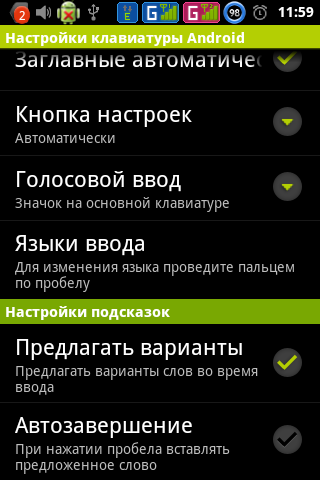 2
E
G
G
98
11:59
Настройки клавиатуры Android
Заглавные автоматичес
Кнопка настроек
Автоматически
Голосовой ввод
Значок на основной клавиатуре
Языки ввода
Для изменения языка проведите пальцем
по пробелу
Настройки подсказок
Предлагать варианты
Предлагать варианты слов во время
ввода
Автозавершение
При нажатии пробела вставлять
предложенное слово